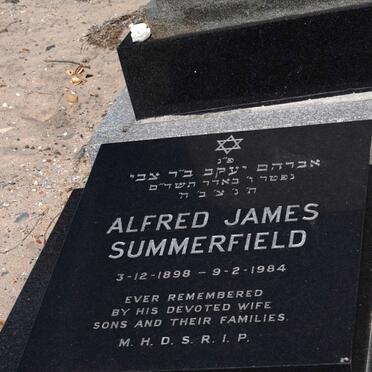 פ״נ
אברהם יעקב ב״ר צבי
נפטר ו׳ באדר תשד״ם
ת׳ נ׳ צ׳ ב׳ ה׳
ALFRED JAMES
SUMMERFIELD
3-12-1898 – 9-2-1984
EVER REMEMBERED
BY HIS DEVOTED WIFE
SONS AND THEIR FAMILIES.
M. H. D. S. R. I. P.